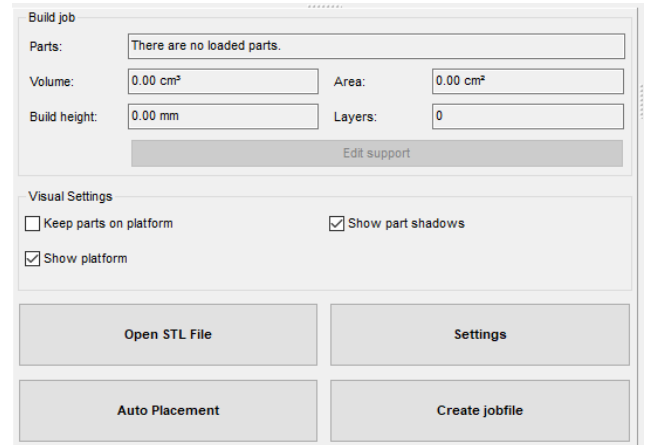 Build job
Parts: There are no loaded parts.
Volume: 0.00 cm³ Area: 0.00 cm²
Build height: 0.00 mm Layers: 0
Edit support
Visual Settings
Keep parts on platform Show part shadows
Show platform
Open STL File Settings
Auto Placement Create jobfile